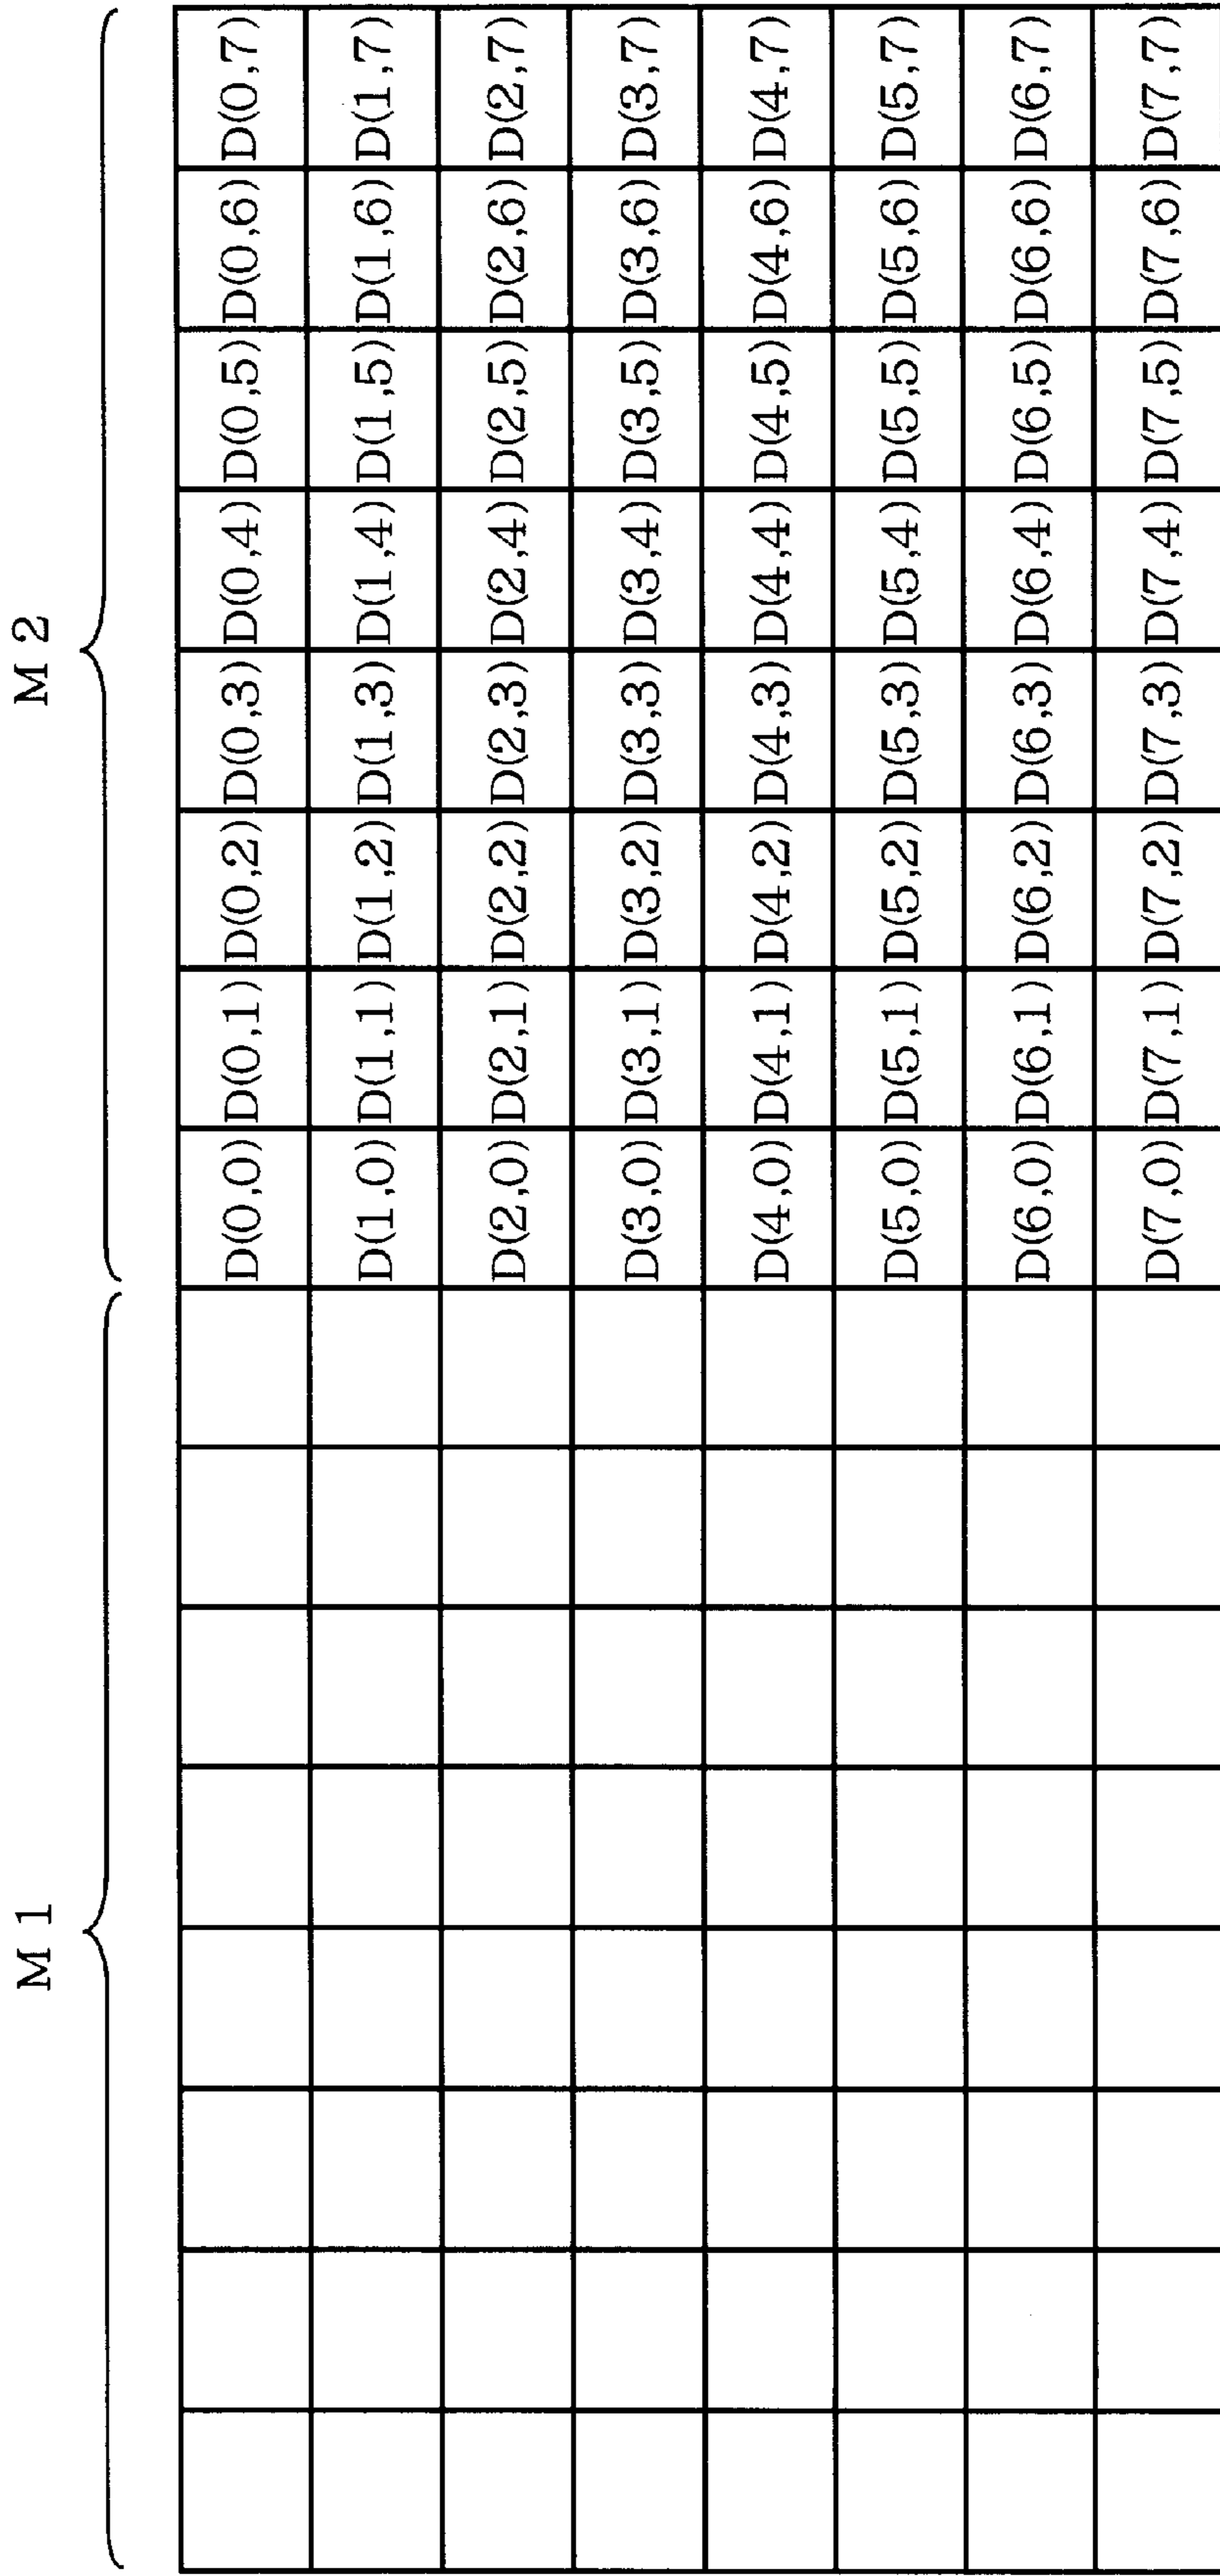 M 1 M 2
D(0,0) D(0,1) D(0,2) D(0,3) D(0,4) D(0,5) D(0,6) D(0,7)
D(1,0) D(1,1) D(1,2) D(1,3) D(1,4) D(1,5) D(1,6) D(1,7)
D(2,0) D(2,1) D(2,2) D(2,3) D(2,4) D(2,5) D(2,6) D(2,7)
D(3,0) D(3,1) D(3,2) D(3,3) D(3,4) D(3,5) D(3,6) D(3,7)
D(4,0) D(4,1) D(4,2) D(4,3) D(4,4) D(4,5) D(4,6) D(4,7)
D(5,0) D(5,1) D(5,2) D(5,3) D(5,4) D(5,5) D(5,6) D(5,7)
D(6,0) D(6,1) D(6,2) D(6,3) D(6,4) D(6,5) D(6,6) D(6,7)
D(7,0) D(7,1) D(7,2) D(7,3) D(7,4) D(7,5) D(7,6) D(7,7)